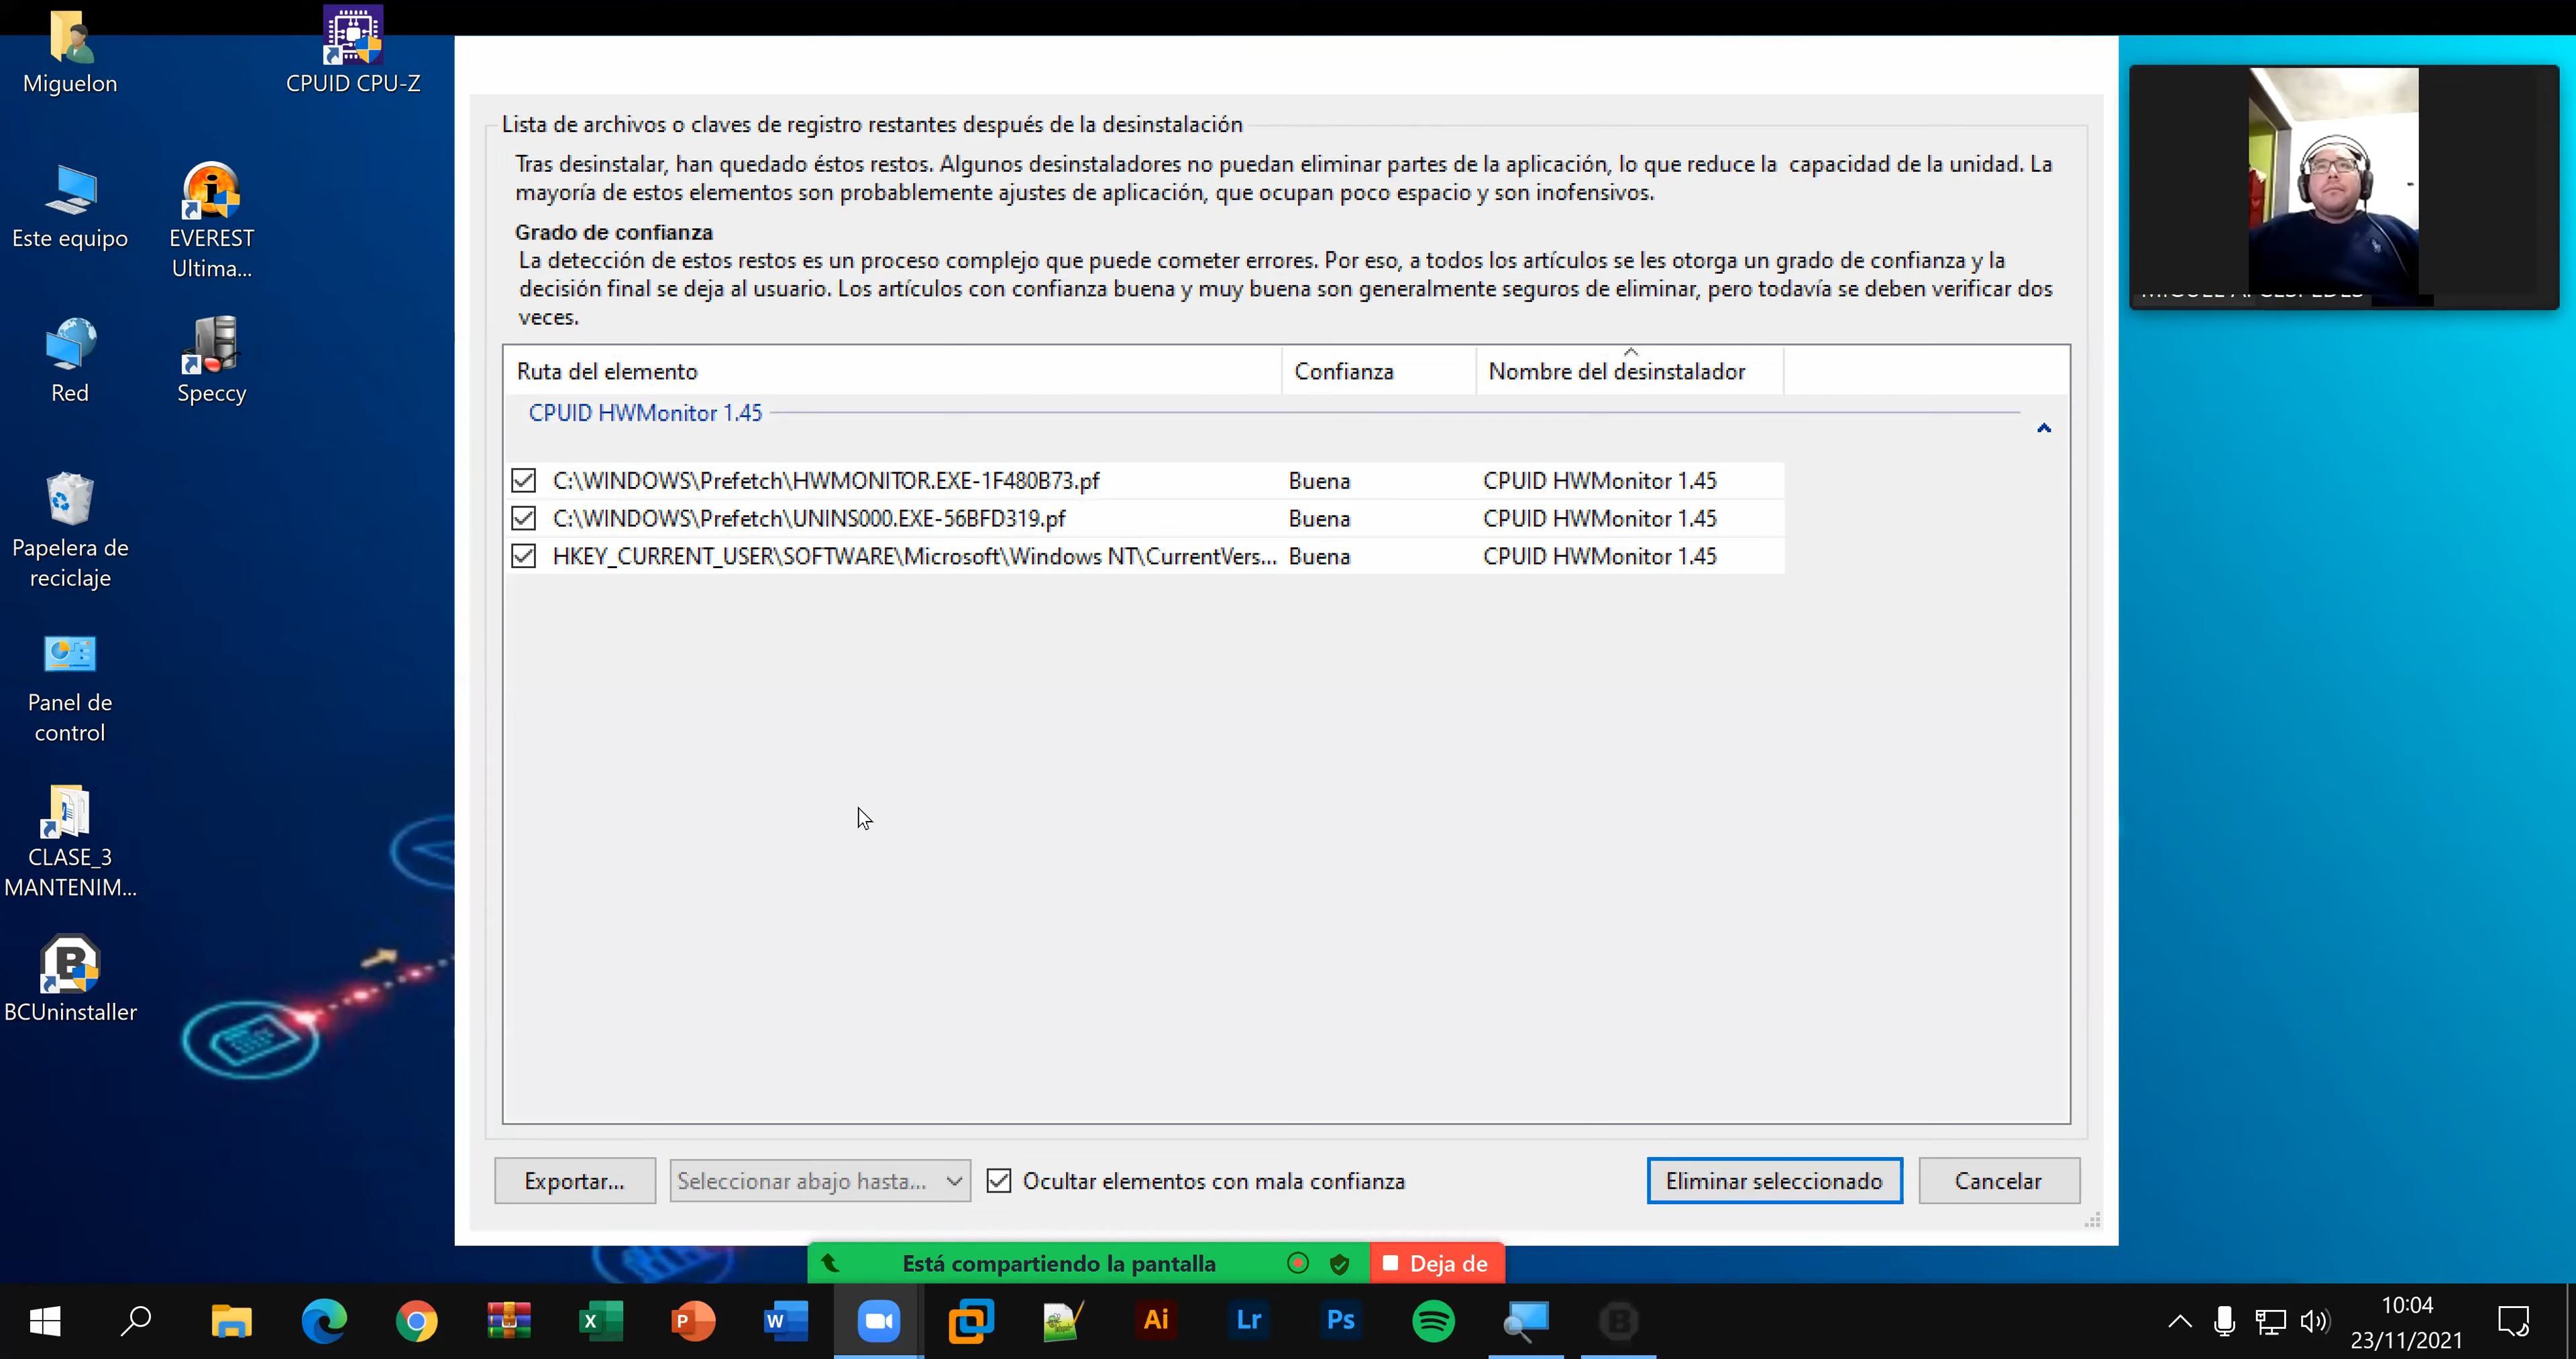 Miguelon
CPUID CPU-Z
Este equipo
EVEREST
Ultima...
Red
Speccy
Papelera de
reciclaje
Panel de
control
CLASE_3
MANTENIM...
BCUninstaller
Lista de archivos o claves de registro restantes después de la desinstalación
Tras desinstalar, han quedado éstos restos. Algunos desinstaladores no puedan eliminar partes de la aplicación, lo que reduce la capacidad de la unidad. La
mayoría de estos elementos son probablemente ajustes de aplicación, que ocupan poco espacio y son inofensivos.
Grado de confianza
La detección de estos restos es un proceso complejo que puede cometer errores. Por eso, a todos los artículos se les otorga un grado de confianza y la
decisión final se deja al usuario. Los artículos con confianza buena y muy buena son generalmente seguros de eliminar, pero todavía se deben verificar dos
veces.
Ruta del elemento Confianza Nombre del desinstalador
CPUID HWMonitor 1.45
C:\WINDOWS\Prefetch\HWMONITOR.EXE-1F480B73.pf Buena CPUID HWMonitor 1.45
C:\WINDOWS\Prefetch\UNINS000.EXE-56BFD319.pf Buena CPUID HWMonitor 1.45
HKEY_CURRENT_USER\SOFTWARE\Microsoft\Windows NT\CurrentVers... Buena CPUID HWMonitor 1.45
Exportar... Seleccionar abajo hasta... Ocultar elementos con mala confianza Eliminar seleccionado Cancelar
Está compartiendo la pantalla Deja de
Ai Lr Ps
10:04
23/11/2021